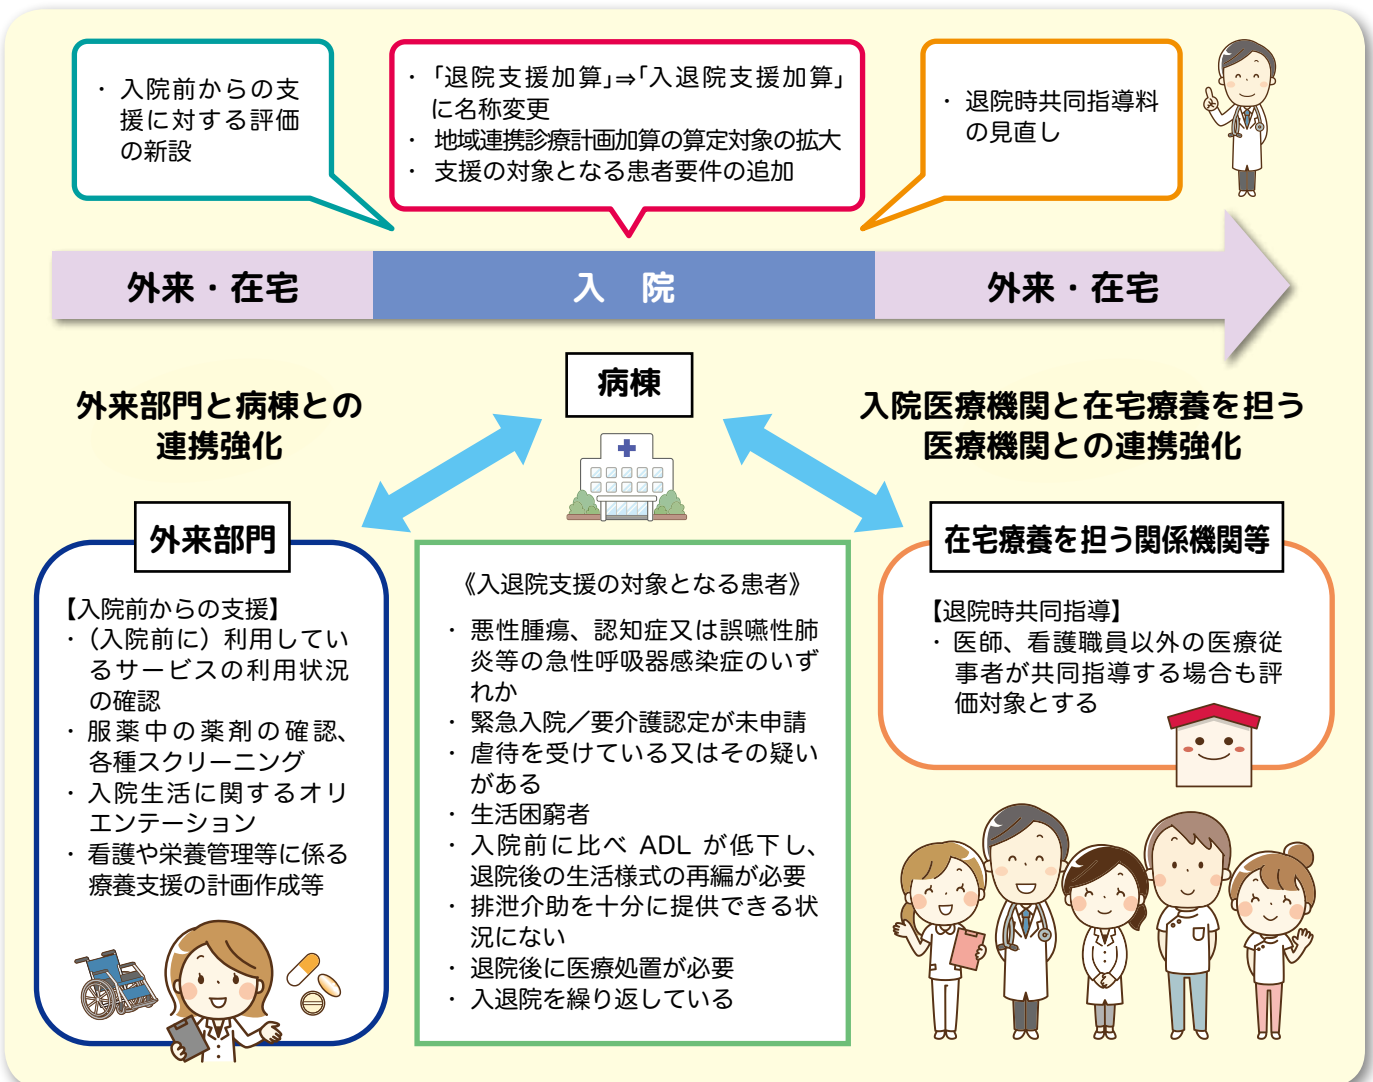 ・ 入院前からの支
援に対する評価
の新設
・ 「退院支援加算」⇒「入退院支援加算」
に名称変更
・ 地域連携診療計画加算の算定対象の拡大
・ 支援の対象となる患者要件の追加
・ 退院時共同指導料
の見直し
外来・在宅
入 院
外来・在宅
外来部門と病棟との
連携強化
病棟
入院医療機関と在宅療養を担う
医療機関との連携強化
外来部門
【入院前からの支援】
・（入院前に）利用してい
るサービスの利用状況
の確認
・服薬中の薬剤の確認、
各種スクリーニング
・入院生活に関するオリ
エンテーション
・看護や栄養管理等に係る
療養支援の計画作成等
《入退院支援の対象となる患者》
・ 悪性腫瘍、認知症又は誤嚥性肺
炎等の急性呼吸器感染症のいず
れか
・ 緊急入院／要介護認定が未申請
・ 虐待を受けている又はその疑い
がある
・ 生活困窮者
・ 入院前に比べ ADL が低下し、
退院後の生活様式の再編が必要
・ 排泄介助を十分に提供できる状
況にない
・ 退院後に医療処置が必要
・ 入退院を繰り返している
在宅療養を担う関係機関等
【退院時共同指導】
・ 医師、看護職員以外の医療従
事者が共同指導する場合も評
価対象とする